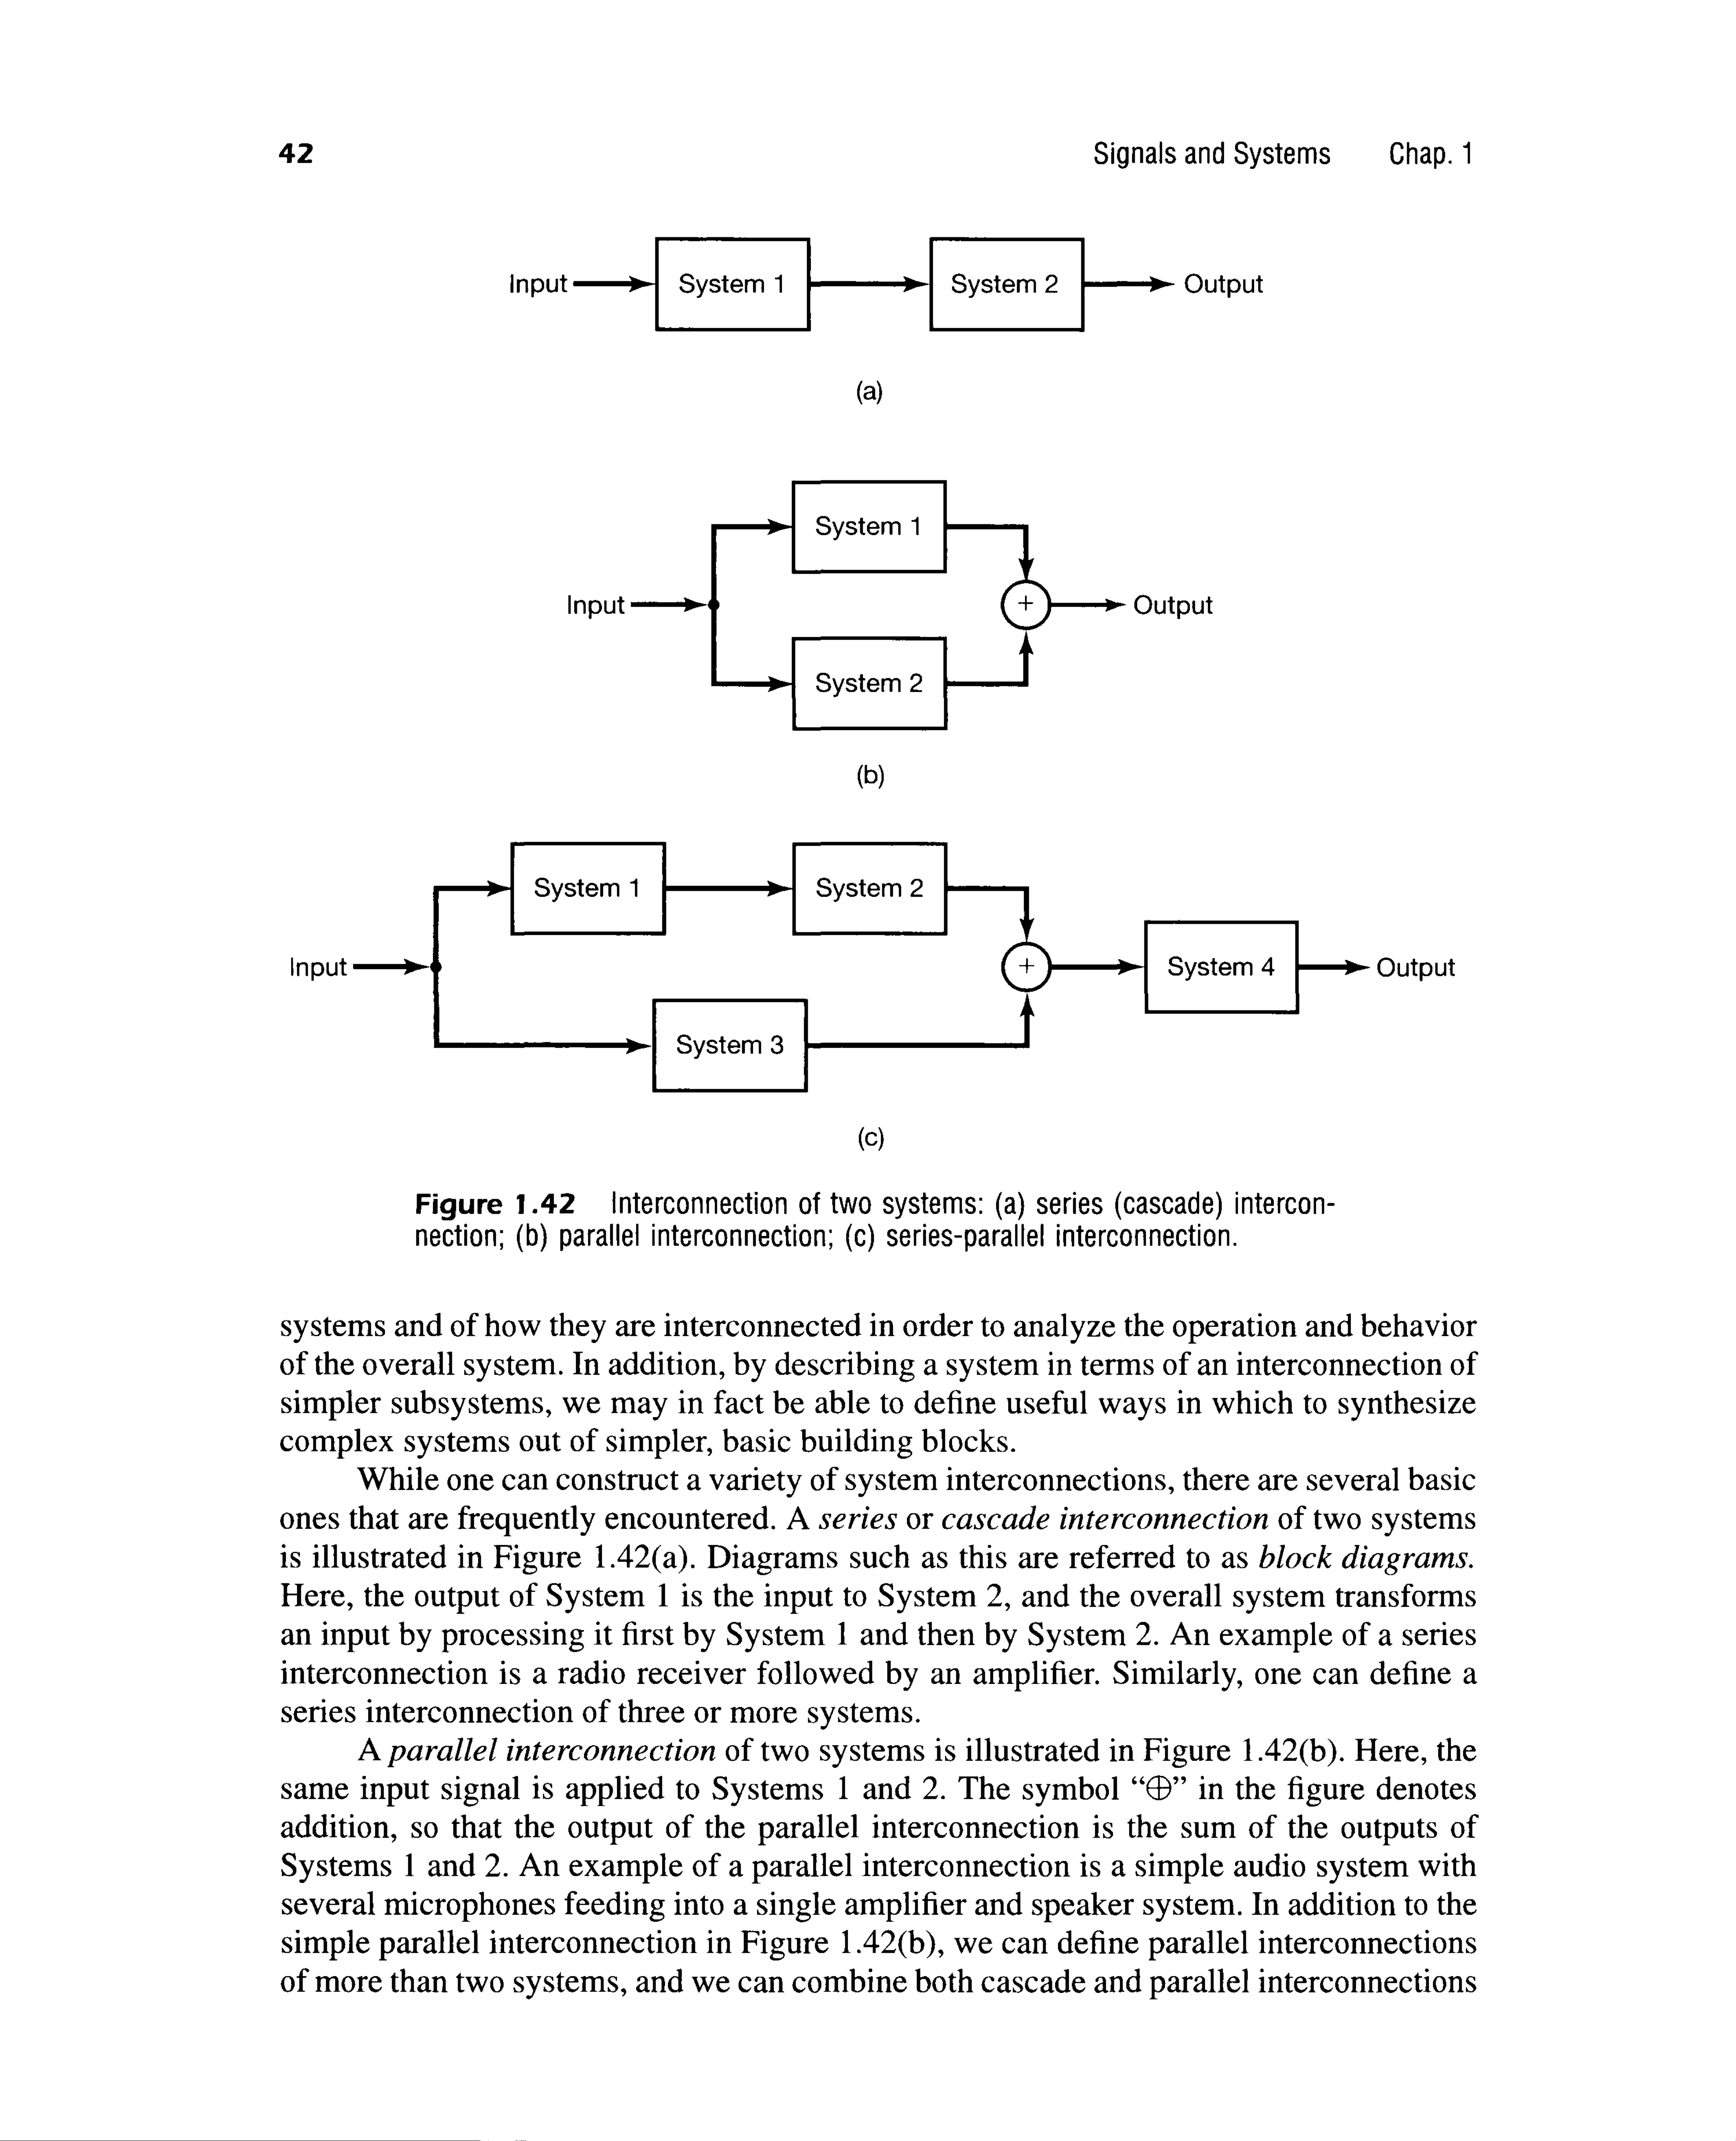 42 Signals and Systems Chap. 1
Input System 1 System 2 Output
(a)
System 1
Input + Output
System 2
(b)
System 1 System 2
Input + System 4 Output
System 3
(c)
Figure 1.42 Interconnection of two systems: (a) series (cascade) intercon-
nection; (b) parallel interconnection; (c) series-parallel interconnection.
systems and of how they are interconnected in order to analyze the operation and behavior
of the overall system. In addition, by describing a system in terms of an interconnection of
simpler subsystems, we may in fact be able to define useful ways in which to synthesize
complex systems out of simpler, basic building blocks.
While one can construct a variety of system interconnections, there are several basic
ones that are frequently encountered. A series or cascade interconnection of two systems
is illustrated in Figure 1.42(a). Diagrams such as this are referred to as block diagrams.
Here, the output of System 1 is the input to System 2, and the overall system transforms
an input by processing it first by System 1 and then by System 2. An example of a series
interconnection is a radio receiver followed by an amplifier. Similarly, one can define a
series interconnection of three or more systems.
A parallel interconnection of two systems is illustrated in Figure 1.42(b). Here, the
same input signal is applied to Systems 1 and 2. The symbol “⊕” in the figure denotes
addition, so that the output of the parallel interconnection is the sum of the outputs of
Systems 1 and 2. An example of a parallel interconnection is a simple audio system with
several microphones feeding into a single amplifier and speaker system. In addition to the
simple parallel interconnection in Figure 1.42(b), we can define parallel interconnections
of more than two systems, and we can combine both cascade and parallel interconnections